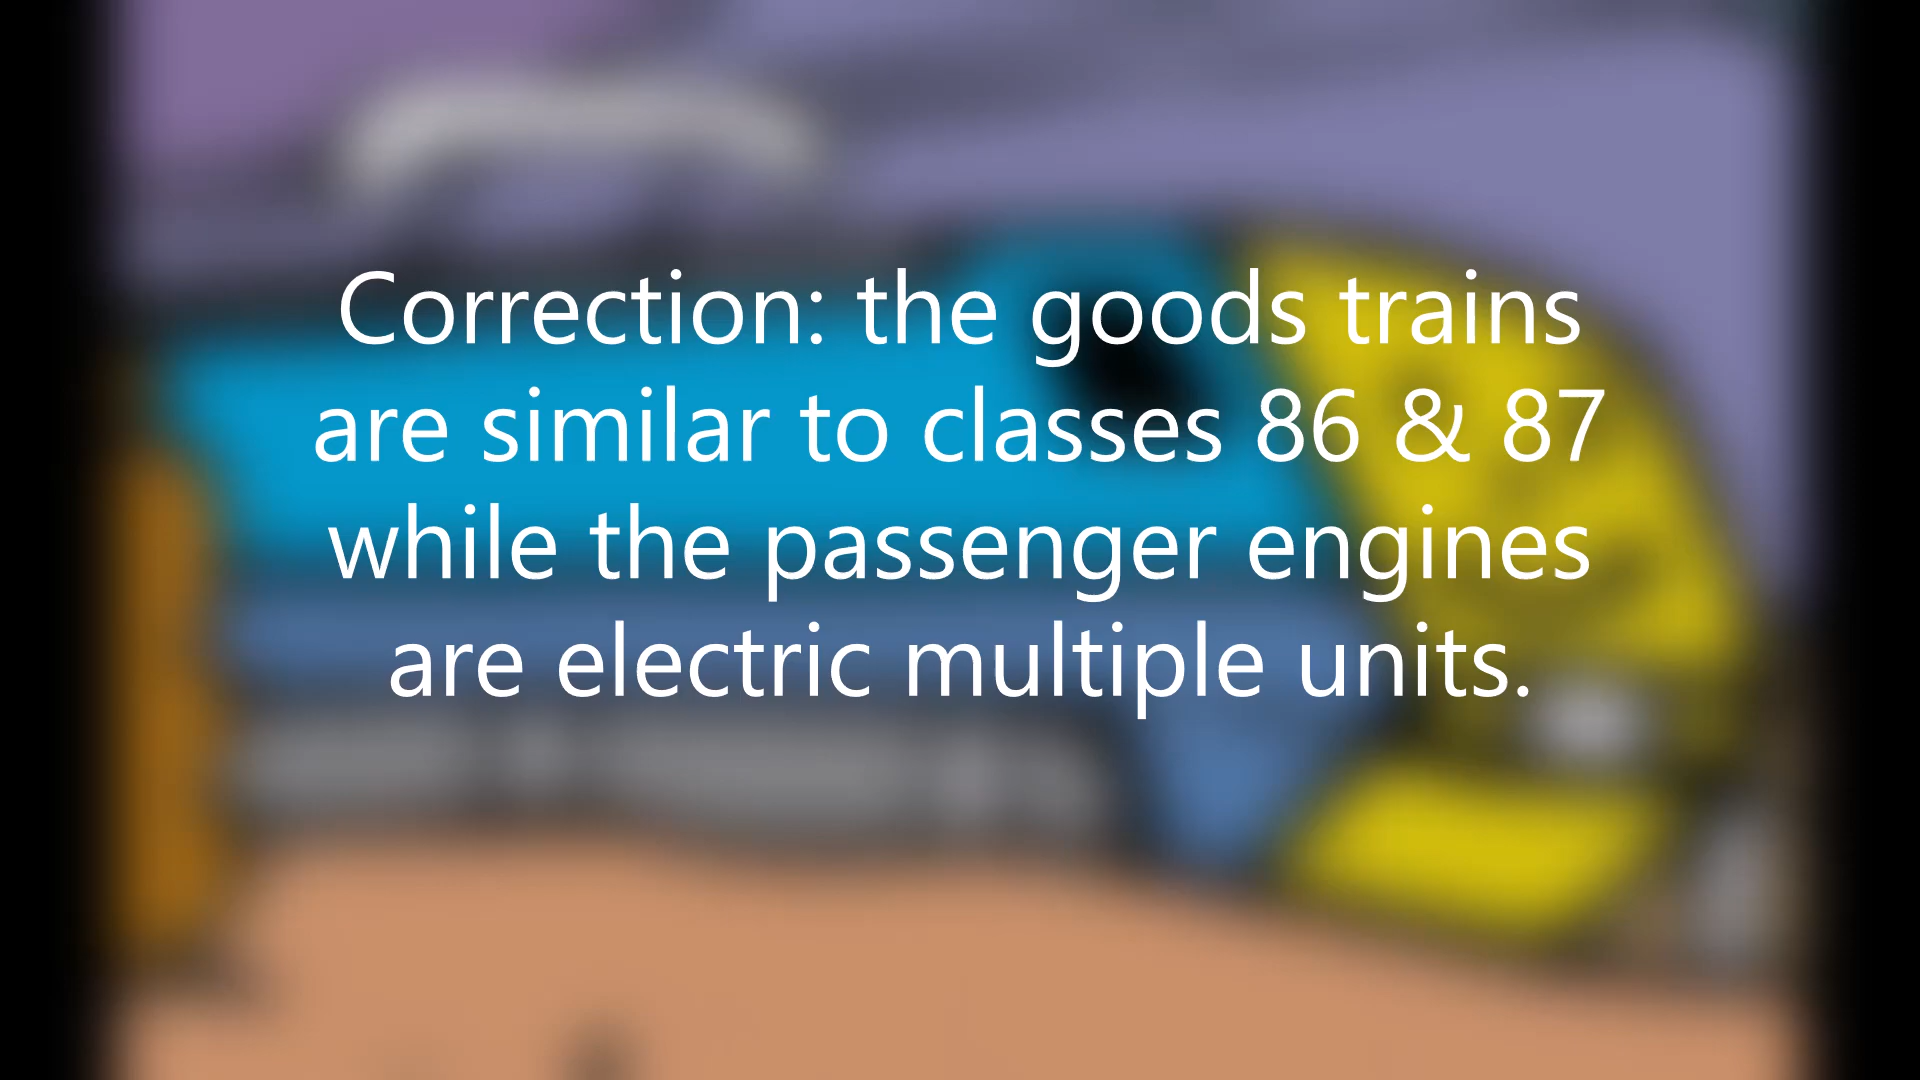 Correction: the goods trains
are similar to classes 86 & 87
while the passenger engines
are electric multiple units.